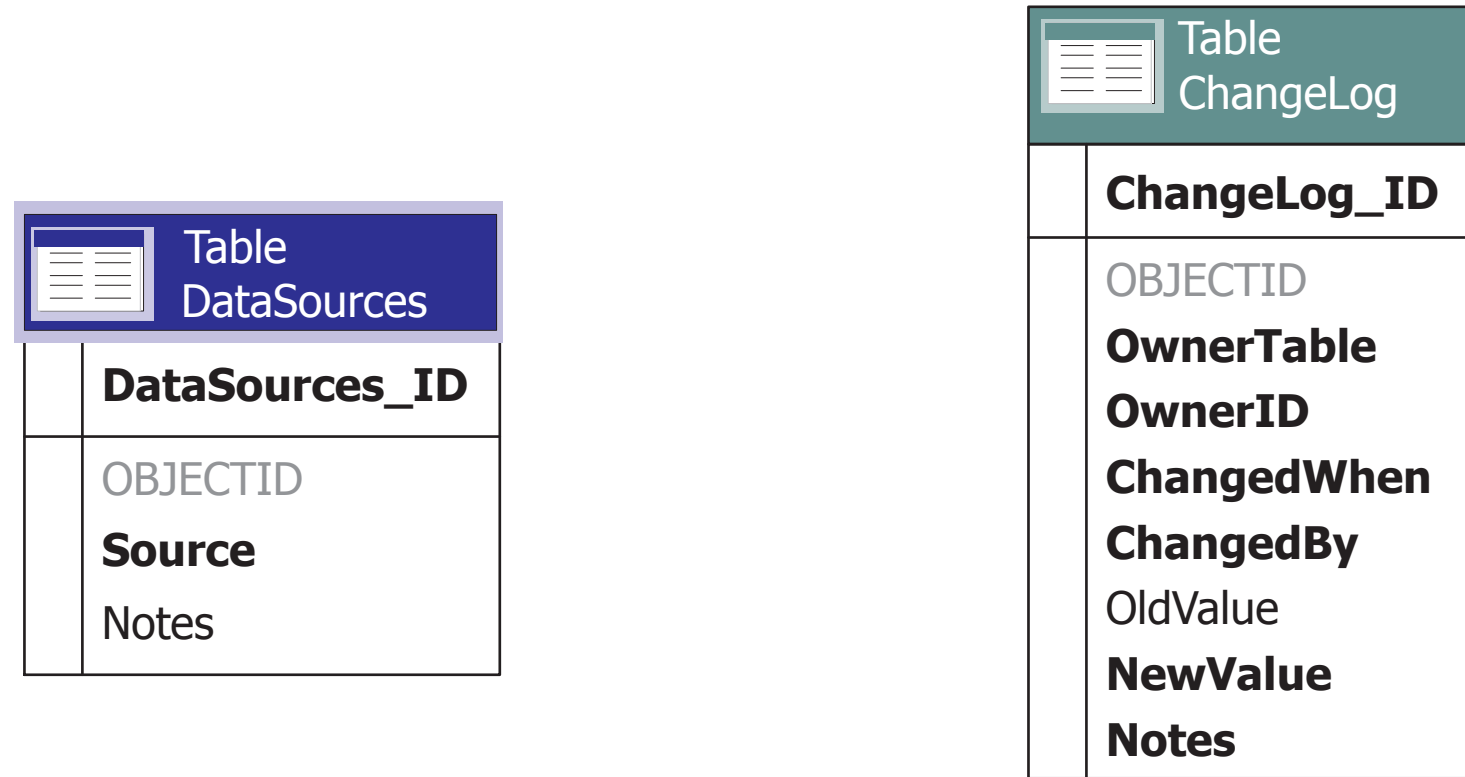 Table
DataSources
DataSources_ID
OBJECTID
Source
Notes
Table
ChangeLog
ChangeLog_ID
OBJECTID
OwnerTable
OwnerID
ChangedWhen
ChangedBy
OldValue
NewValue
Notes